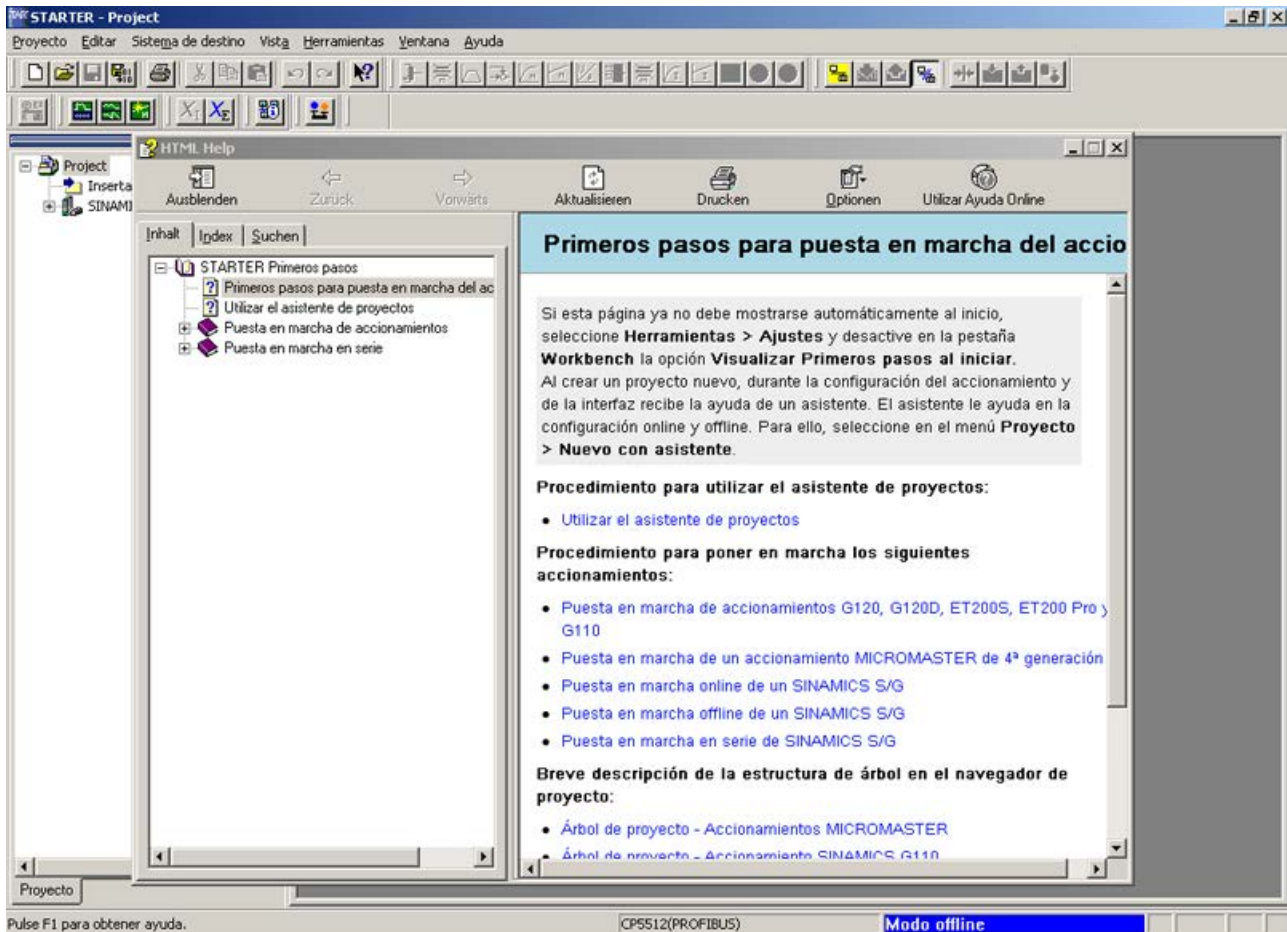 STARTER - Project
Proyecto Editar Sistema de destino Vista Herramientas Ventana Ayuda
Project
Inserta
SINAMI
HTML Help
Ausblenden Zurück Vorwärts Aktualisieren Drucken Optionen Utilizar Ayuda Online
Inhalt Index Suchen
STARTER Primeros pasos
Primeros pasos para puesta en marcha del ac
Utilizar el asistente de proyectos
Puesta en marcha de accionamientos
Puesta en marcha en serie
Primeros pasos para puesta en marcha del accio
Si esta página ya no debe mostrarse automáticamente al inicio,
seleccione Herramientas > Ajustes y desactive en la pestaña
Workbench la opción Visualizar Primeros pasos al iniciar.
Al crear un proyecto nuevo, durante la configuración del accionamiento y
de la interfaz recibe la ayuda de un asistente. El asistente le ayuda en la
configuración online y offline. Para ello, seleccione en el menú Proyecto
> Nuevo con asistente.
Procedimiento para utilizar el asistente de proyectos:
• Utilizar el asistente de proyectos
Procedimiento para poner en marcha los siguientes
accionamientos:
• Puesta en marcha de accionamientos G120, G120D, ET200S, ET200 Pro y
G110
• Puesta en marcha de un accionamiento MICROMASTER de 4ª generación
• Puesta en marcha online de un SINAMICS S/G
• Puesta en marcha offline de un SINAMICS S/G
• Puesta en marcha en serie de SINAMICS S/G
Breve descripción de la estructura de árbol en el navegador de
proyecto:
• Árbol de proyecto - Accionamientos MICROMASTER
• Árbol de proyecto - Accionamiento SINAMICS G110
Proyecto
Pulse F1 para obtener ayuda. CP5512(PROFIBUS) Modo offline